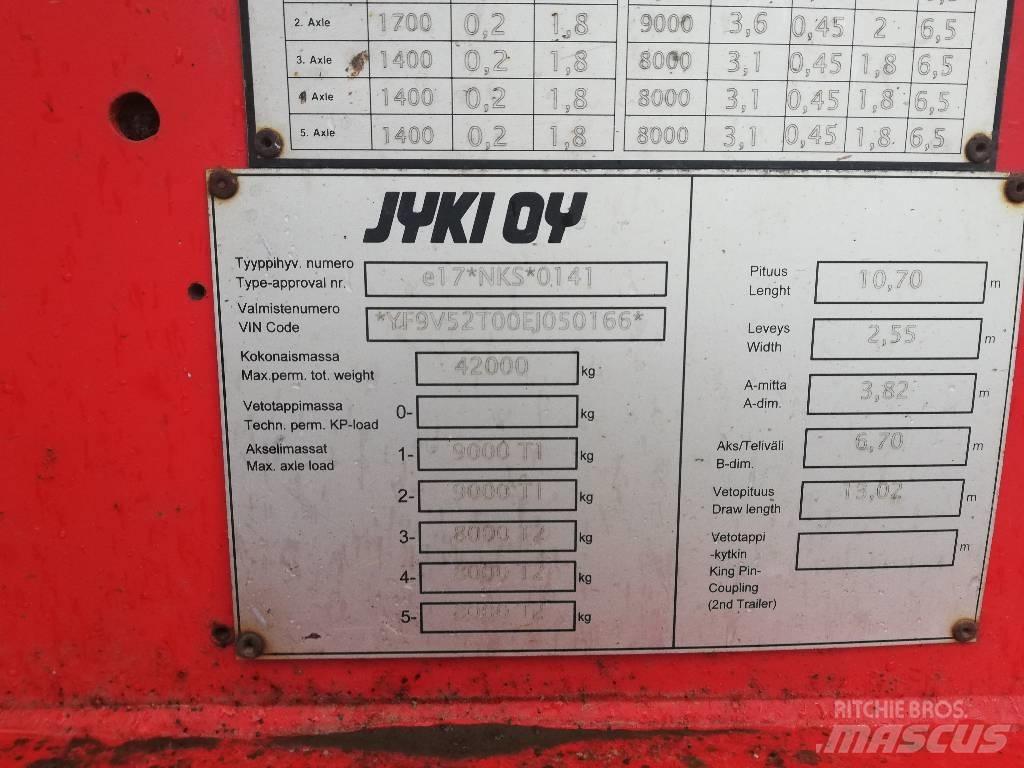 2. Axle 1700 0,2 1,8 9000 3,6 0,45 2 6,5
3. Axle 1400 0,2 1,8 8000 3,1 0,45 1,8 6,5
4 Axle 1400 0,2 1,8 8000 3,1 0,45 1,8 6,5
5. Axle 1400 0,2 1,8 8000 3,1 0,45 1,8 6,5
JYKI OY
Tyyppihyv. numero
Type-approval nr. e17*NKS*0141
Valmistenumero
VIN Code *YF9V52T00EJ050166*
Kokonaismassa
Max.perm. tot. weight 42000 kg
Vetotappimassa
Techn. perm. KP-load 0- kg
Akselimassat
Max. axle load 1- 9000 T1 kg
2- 9000 T1 kg
3- 8000 T2 kg
4- 8000 T2 kg
5- 8000 T2 kg
Pituus
Lenght 10,70 m
Leveys
Width 2,55 m
A-mitta
A-dim. 3,82 m
Aks/Teliväli
B-dim. 6,70 m
Vetopituus
Draw length 13,02 m
Vetotappi
-kytkin m
King Pin-
Coupling
(2nd Trailer)
RITCHIE BROS.
MASCUS